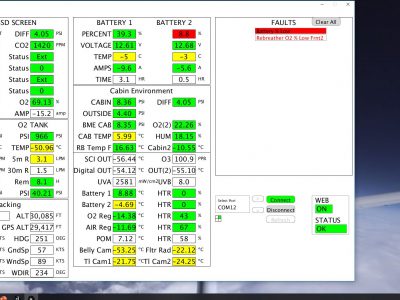 SD SCREEN
DIFF 4.05 PSI
CO2 1420 PPM
Status Ext
Status 0
Status Ext
Status 0
O2 69.13 %
AMP -15.2 amp
O2 TANK
PSI 966 PSI
TEMP -50.96 °C
5m R 3.1 LPM
30m R 1.5 LPM
Rem 8.1 H
PSI 40.21 PSI
acking
ALT 30,085 FT
GPS ALT 29,417 FT
HDG 251 DEG
GndSp 57 KTS
WndSp 89 KTS
WDIR 234 DEG
BATTERY 1 BATTERY 2
PERCENT 39.3 % 8.8 %
VOLTAGE 12.61 V 12.68 V
TEMP -5 °C -3 °C
AMPS -9.6 A -5.6 A
TIME 3.1 HR 0.5 HR
Cabin Environment
CABIN 8.36 PSI DIFF 4.05 PSI
OUTSIDE 4.40 PSI
BME CAB 8.35 PSI O2(2) 22.26 %
CAB TEMP 5.99 °C HUM 18.15 %
RB Temp F 16.63 °C Cabin2 -10.55 °C
SCI OUT -56.44 °C O3 100.9 PPB
Digital OUT -54.12 °C OUT(2) -55.10 °C
UVA 2581 mW/cm2 UVB 8.0
Battery 1 8.88 °C HTR 0 %
Battery 2 -4.69 °C HTR 0 %
O2 Reg -14.38 °C HTR 43 %
AIR Reg -11.69 °C HTR 67 %
POM 7.12 °C HTR 58 %
Belly Cam -53.25 °C Fltr Rad -22.12 °C
TI Cam1 -21.75 °C TI Cam2 -24.25 °C
FAULTS Clear All
Battery % Low
Rebreather O2 % Low Frnt2
Select Port
COM12
Connect
Disconnect
Refresh
WEB
ON
STATUS
OK